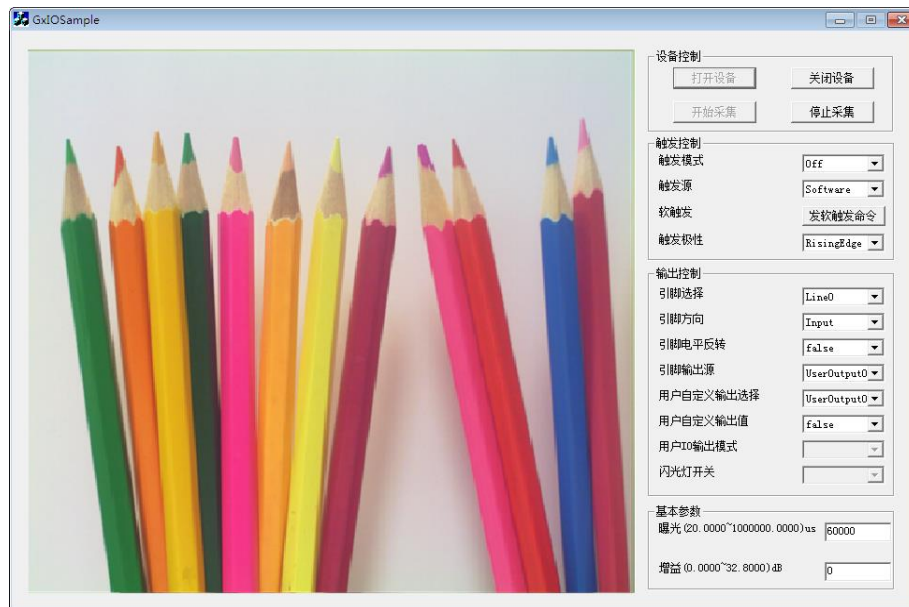 GxIOSample
设备控制
打开设备 关闭设备
开始采集 停止采集
触发控制
触发模式 Off
触发源 Software
软触发 发软触发命令
触发极性 RisingEdge
输出控制
引脚选择 Line0
引脚方向 Input
引脚电平反转 false
引脚输出源 UserOutput0
用户自定义输出选择 UserOutput0
用户自定义输出值 false
用户IO输出模式
闪光灯开关
基本参数
曝光(20.0000~1000000.0000)us 60000
增益(0.0000~32.8000)dB 0